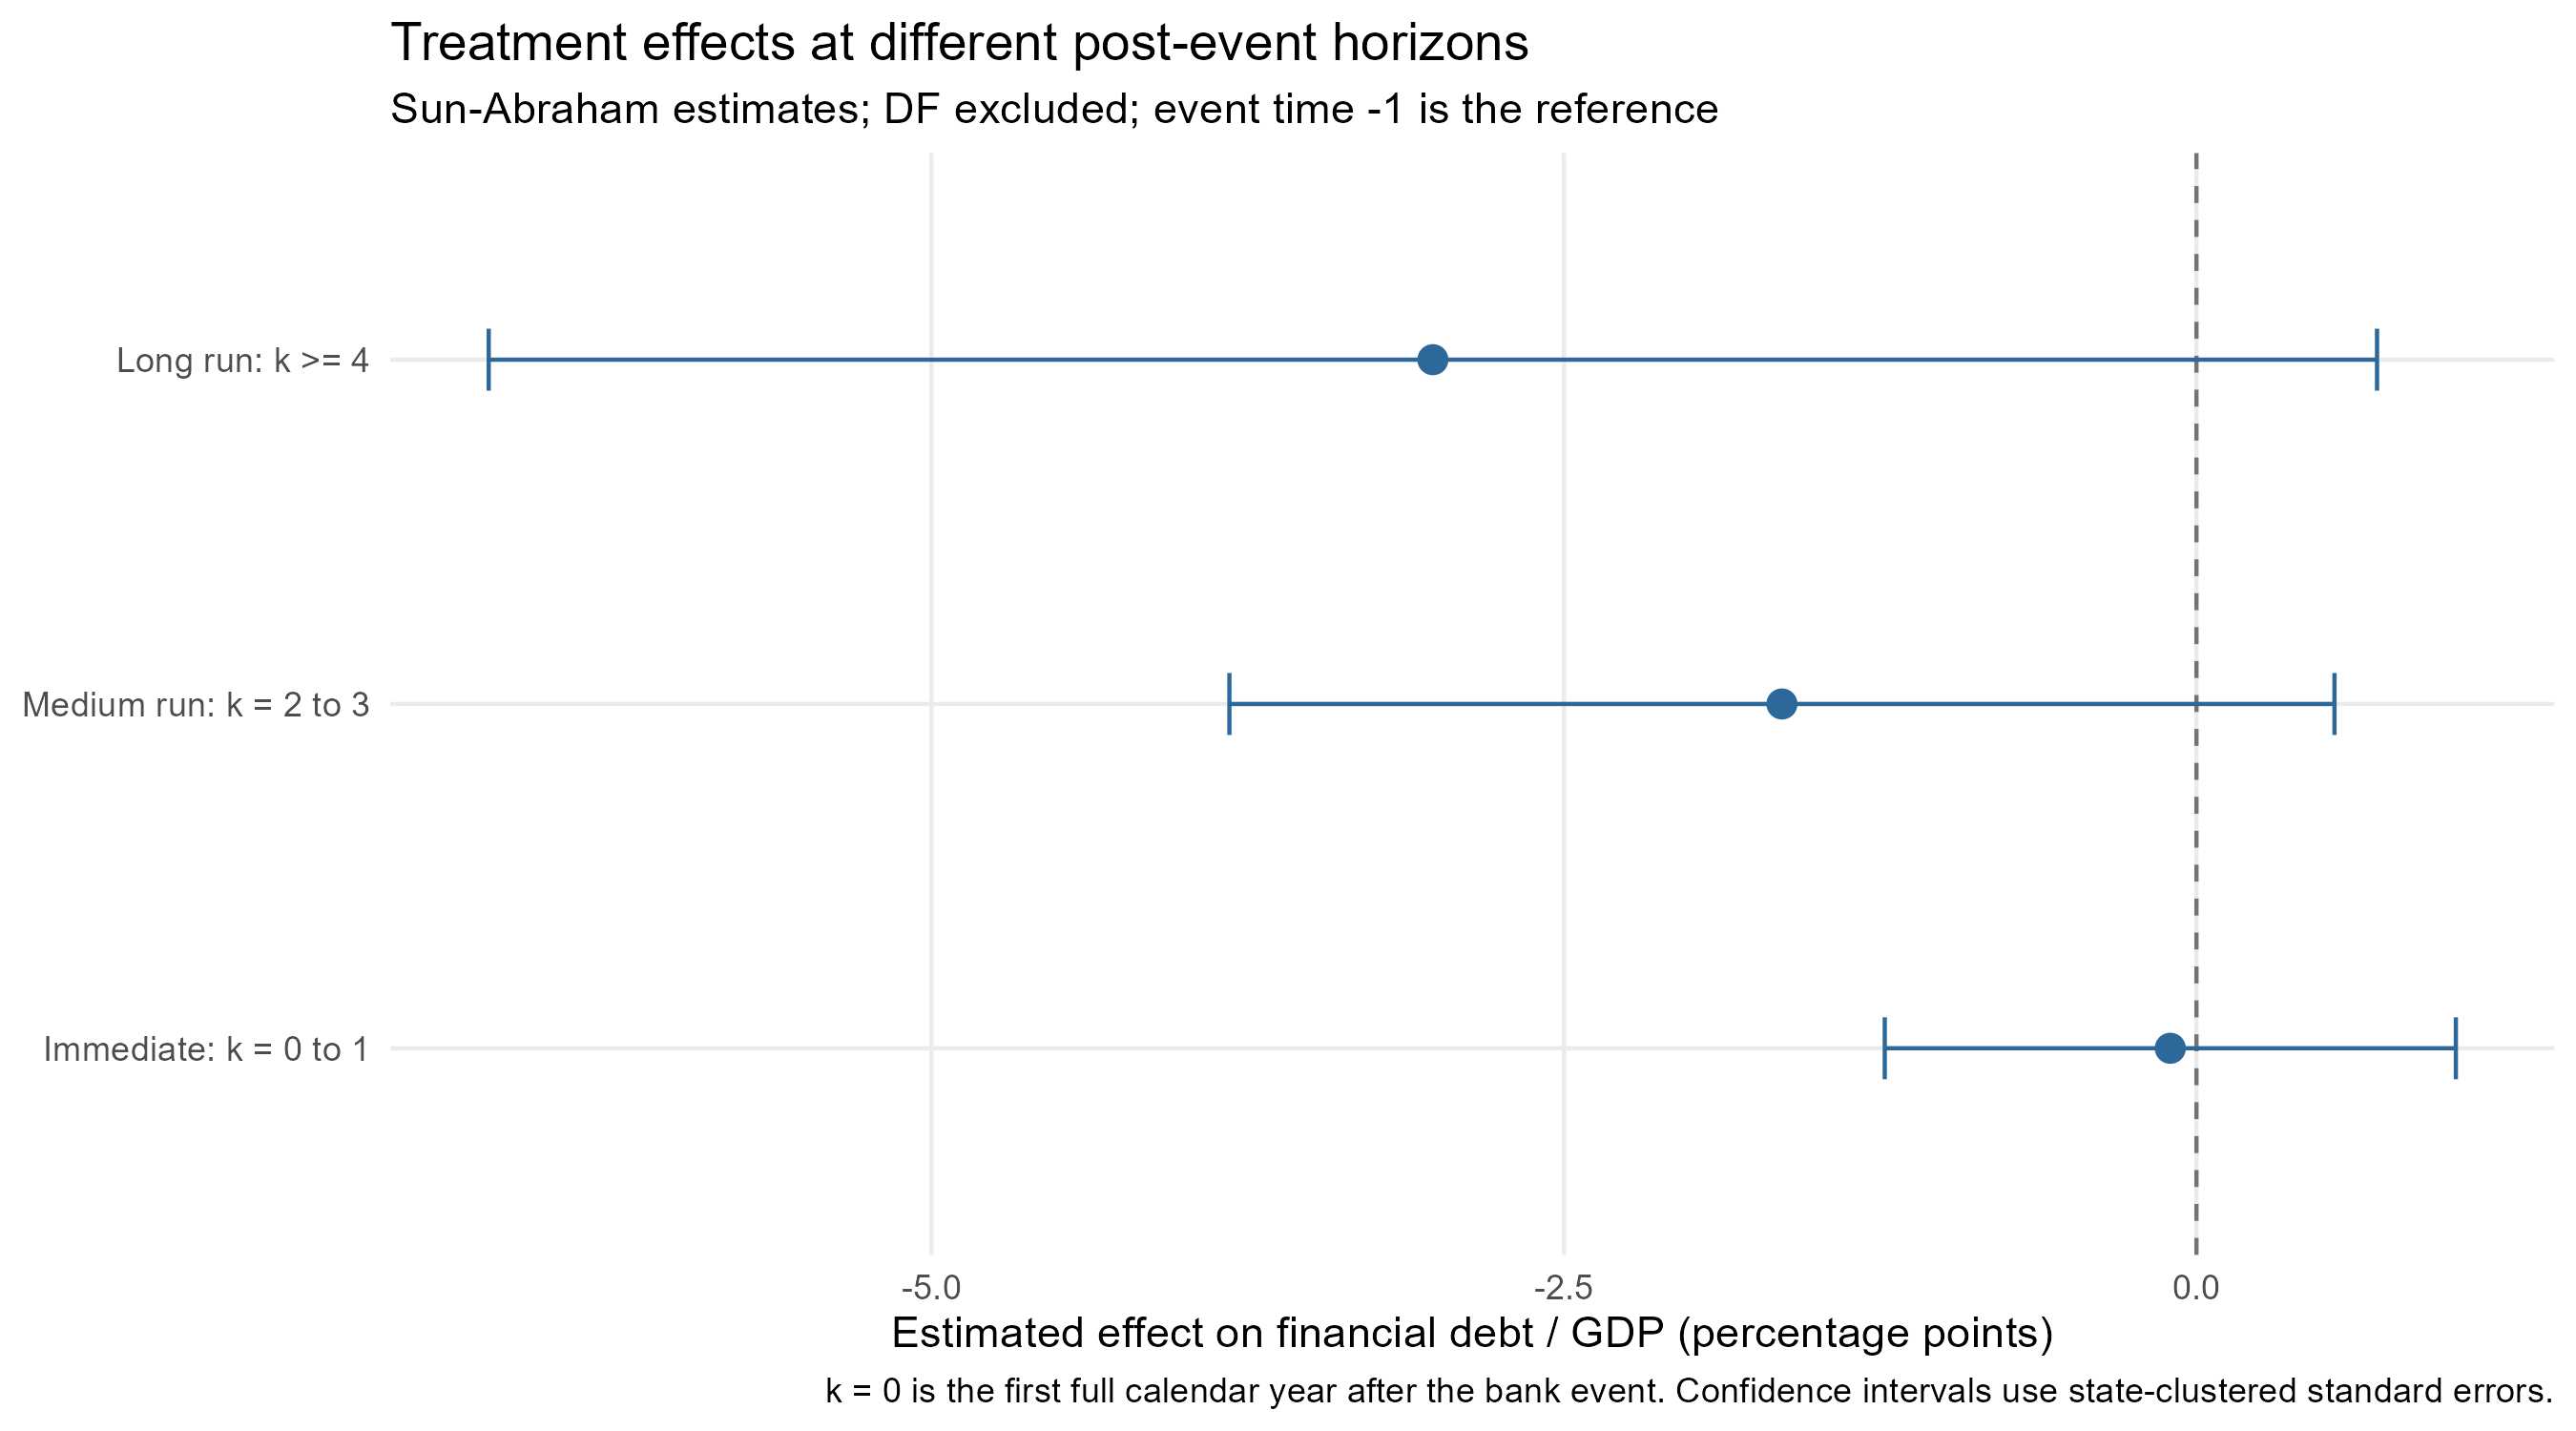 Treatment effects at different post-event horizons
Sun-Abraham estimates; DF excluded; event time -1 is the reference
Long run: k >= 4
Medium run: k = 2 to 3
Immediate: k = 0 to 1
-5.0 -2.5 0.0
Estimated effect on financial debt / GDP (percentage points)
k = 0 is the first full calendar year after the bank event. Confidence intervals use state-clustered standard errors.